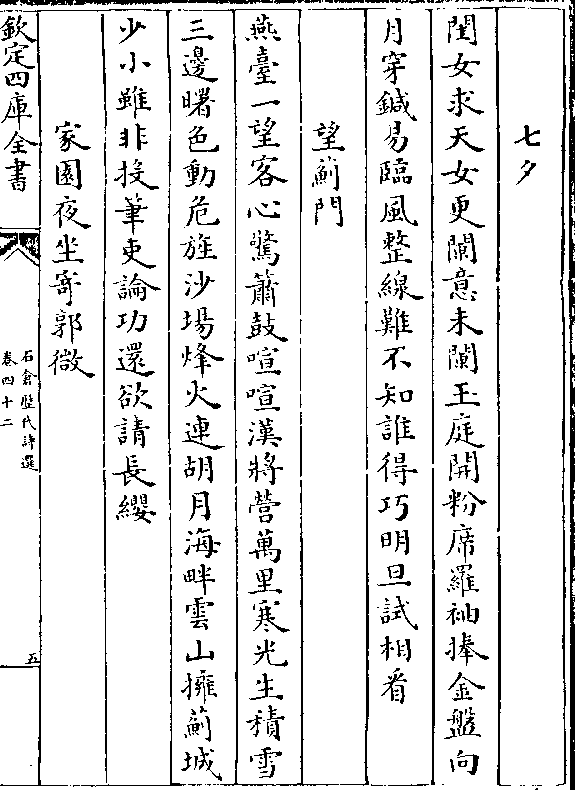 七夕
閏女求天女更闌意未闌王庭開粉席羅袖捧金盤向
月穿鍼易臨風整線難不知誰得巧明旦試相看
望薊門
燕臺一望客心驚簫鼓喧喧漢將營萬里寒光生積雪
三邊曙色動危旌沙場烽火連胡月海畔雲山擁薊城
少小雖非投筆吏論功還欲請長纓
家園夜坐寄郭微
欽定四庫全書
石倉歷代詩選
卷四十二
五